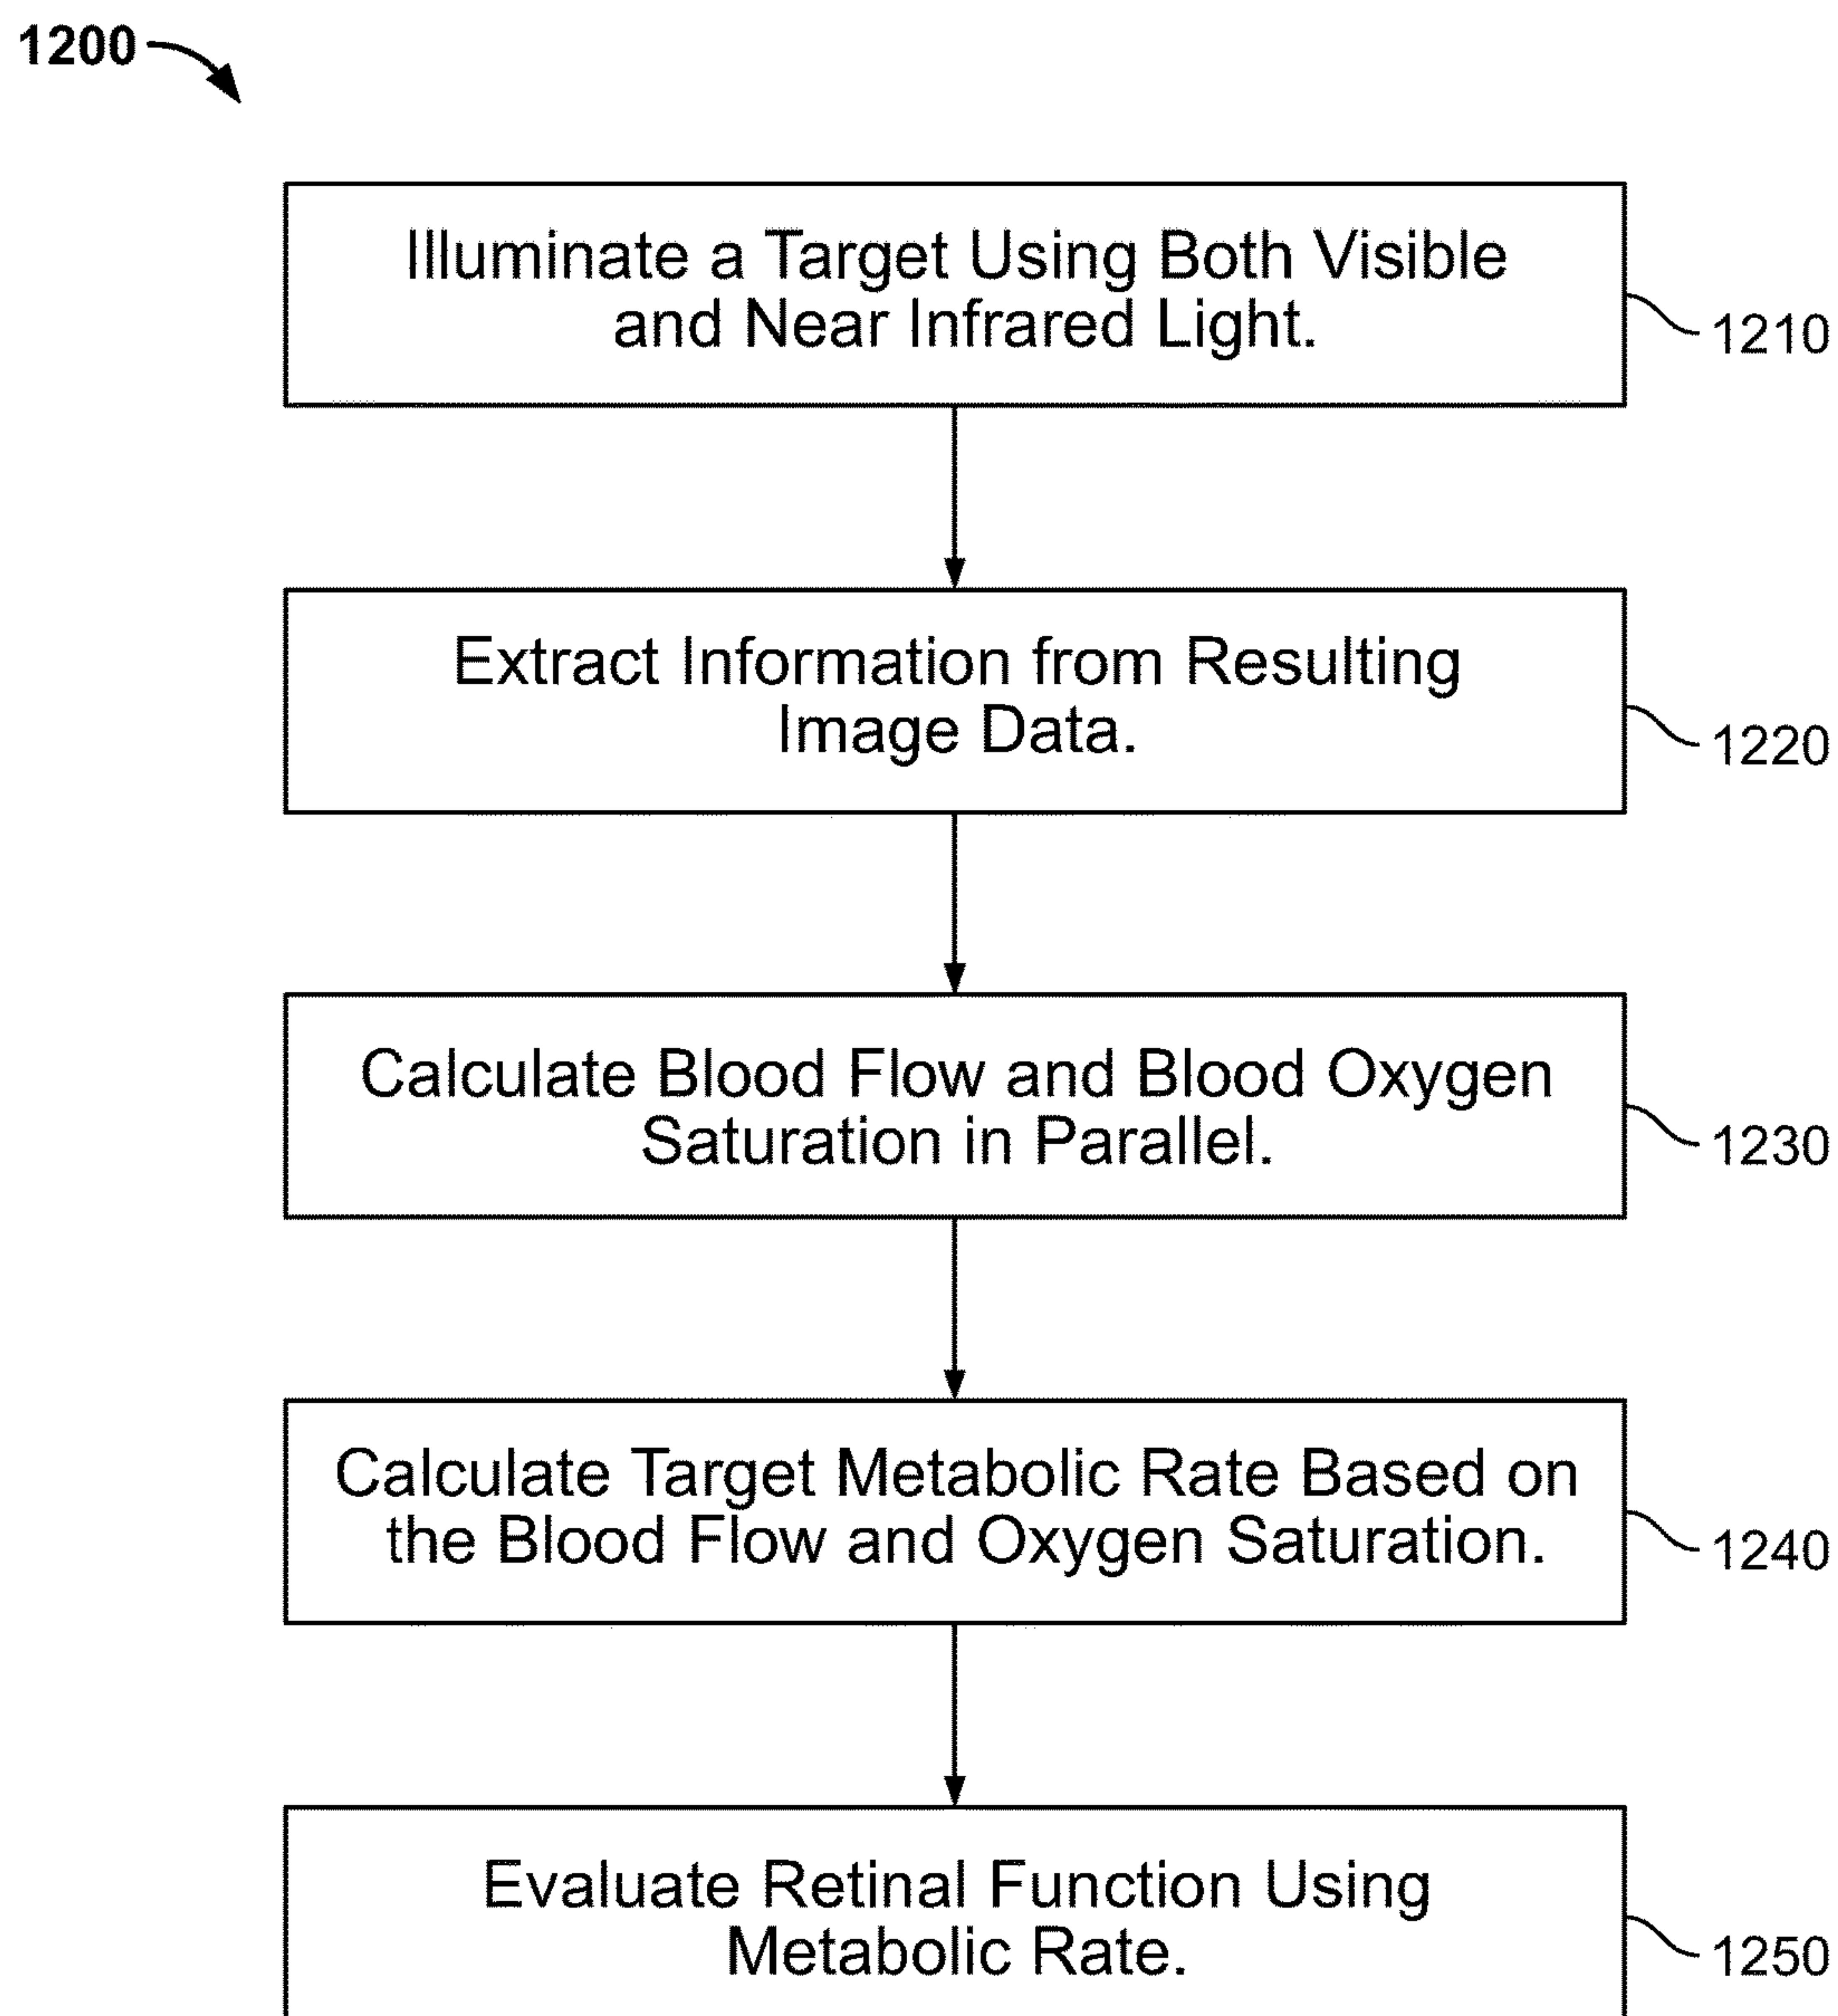 1200
Illuminate a Target Using Both Visible
and Near Infrared Light.
1210
Extract Information from Resulting
Image Data.
1220
Calculate Blood Flow and Blood Oxygen
Saturation in Parallel.
1230
Calculate Target Metabolic Rate Based on
the Blood Flow and Oxygen Saturation.
1240
Evaluate Retinal Function Using
Metabolic Rate.
1250